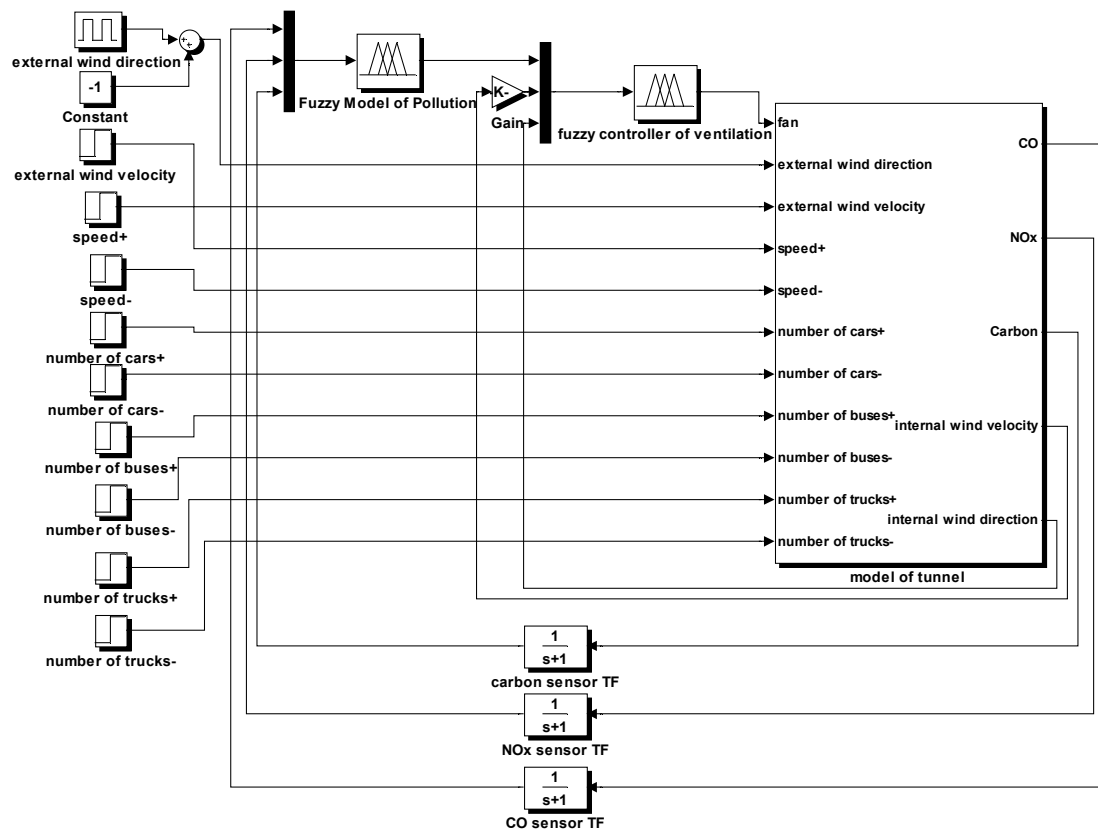 external wind direction
-1
Constant
external wind velocity
speed+
speed-
number of cars+
number of cars-
number of buses+
number of buses-
number of trucks+
number of trucks-
Fuzzy Model of Pollution
K-
Gain
fuzzy controller of ventilation
fan
external wind direction
external wind velocity
speed+
speed-
number of cars+
number of cars-
number of buses+
number of buses-
number of trucks+
number of trucks-
CO
NOx
Carbon
internal wind velocity
internal wind direction
model of tunnel
1
s+1
carbon sensor TF
1
s+1
NOx sensor TF
1
s+1
CO sensor TF